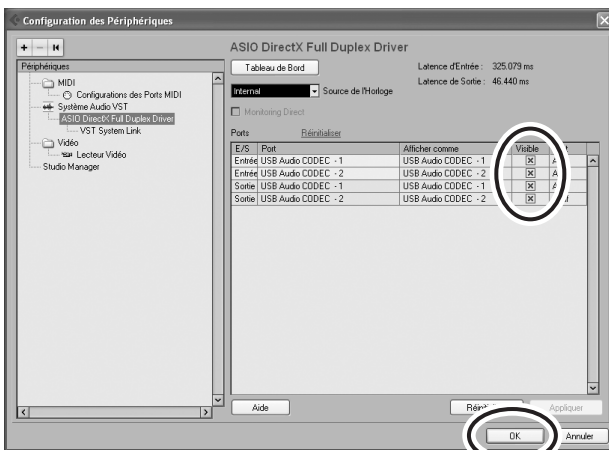 Configuration des Périphériques
Périphériques
MIDI
Configurations des Ports MIDI
Système Audio VST
ASIO DirectX Full Duplex Driver
VST System Link
Vidéo
Lecteur Vidéo
Studio Manager
ASIO DirectX Full Duplex Driver
Tableau de Bord
Latence d'Entrée : 325.079 ms
Latence de Sortie : 46.440 ms
Internal Source de l'Horloge
Monitoring Direct
Ports Réinitialiser
E/S Port Afficher comme Visible
Entrée USB Audio CODEC - 1 USB Audio CODEC - 1
Entrée USB Audio CODEC - 2 USB Audio CODEC - 2
Sortie USB Audio CODEC - 1 USB Audio CODEC - 1
Sortie USB Audio CODEC - 2 USB Audio CODEC - 2
Aide Appliquer
OK Annuler